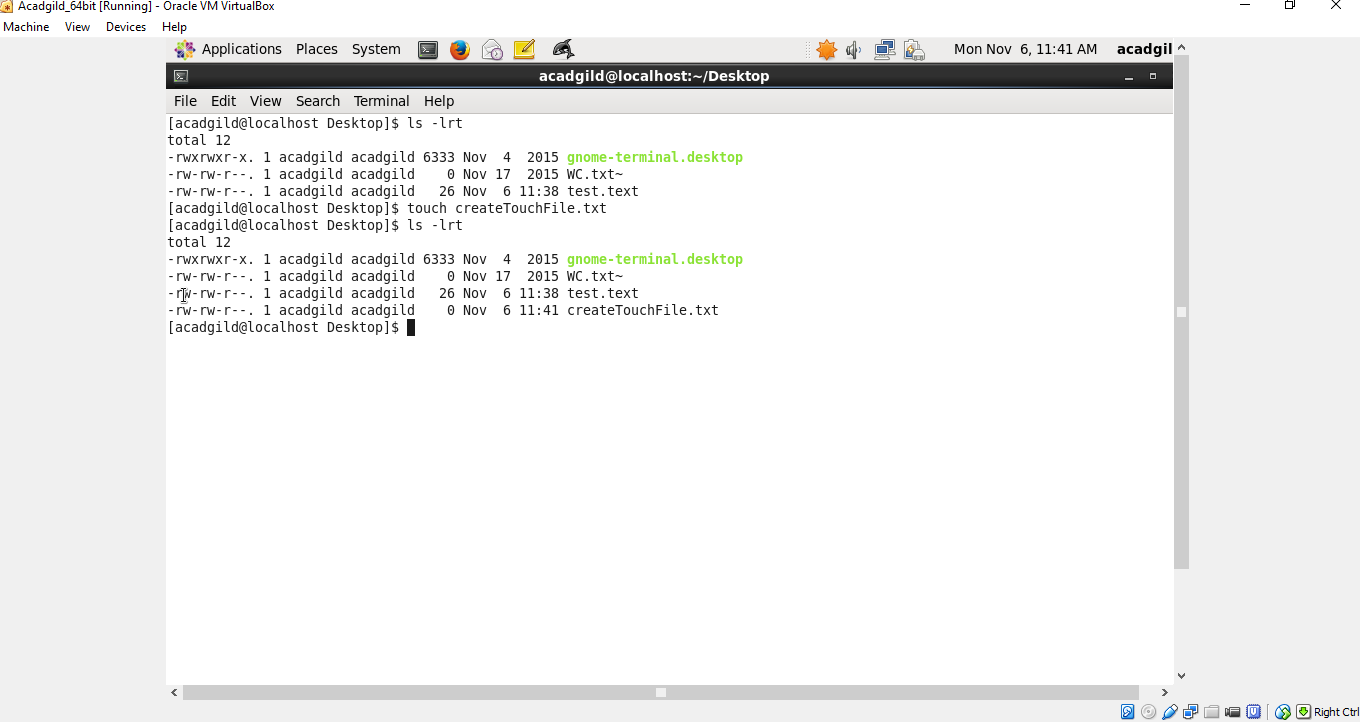 Acadgild_64bit [Running] - Oracle VM VirtualBox
Machine View Devices Help
Applications Places System Mon Nov 6, 11:41 AM acadgil
acadgild@localhost:~/Desktop
File Edit View Search Terminal Help
[acadgild@localhost Desktop]$ ls -lrt
total 12
-rwxrwxr-x. 1 acadgild acadgild 6333 Nov  4  2015 gnome-terminal.desktop
-rw-rw-r--. 1 acadgild acadgild    0 Nov 17  2015 WC.txt~
-rw-rw-r--. 1 acadgild acadgild   26 Nov  6 11:38 test.text
[acadgild@localhost Desktop]$ touch createTouchFile.txt
[acadgild@localhost Desktop]$ ls -lrt
total 12
-rwxrwxr-x. 1 acadgild acadgild 6333 Nov  4  2015 gnome-terminal.desktop
-rw-rw-r--. 1 acadgild acadgild    0 Nov 17  2015 WC.txt~
-rw-rw-r--. 1 acadgild acadgild   26 Nov  6 11:38 test.text
-rw-rw-r--. 1 acadgild acadgild    0 Nov  6 11:41 createTouchFile.txt
[acadgild@localhost Desktop]$
Right Ctrl